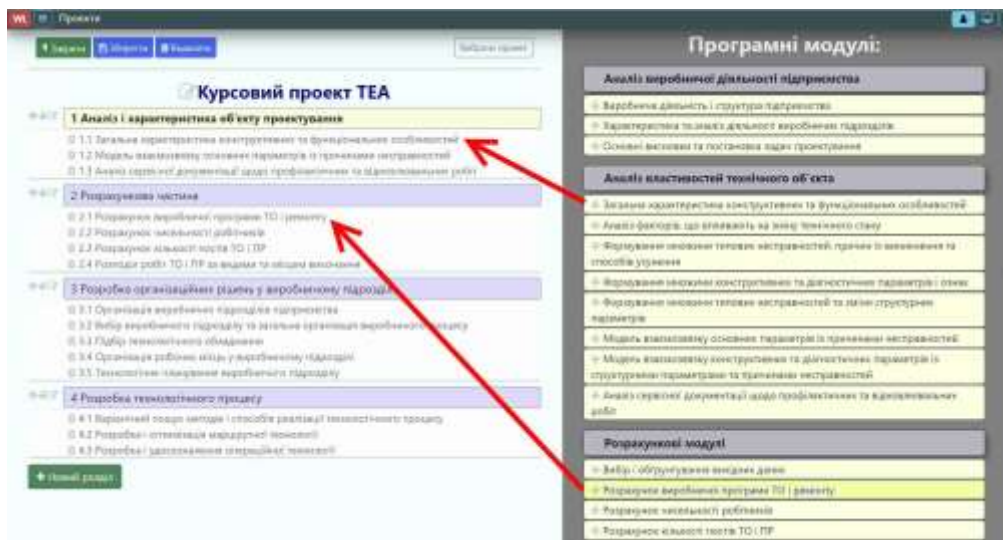 WL Проекти
Закрити Зберегти Видалити Вибрати проект
Програмні модулі:
Курсовий проект ТЕА
1 Аналіз і характеристика об'єкту проектування
1.1 Загальна характеристика конструктивних та функціональних особливостей
1.2 Модель взаємозв'язку основних параметрів із причинами несправностей
1.3 Аналіз сервісної документації щодо профілактичних та відновлювальних робіт
2 Розрахункова частина
2.1 Розрахунок виробничої програми ТО і ремонту
2.2 Розрахунок чисельності робітників
2.3 Розрахунок кількості постів ТО і ПР
2.4 Розподіл робіт ТО і ПР за видами та місцем виконання
3 Розробка організаційних рішень у виробничому підрозділі
3.1 Організація виробничих підрозділів підприємства
3.2 Вибір виробничого підрозділу та загальна організація виробничого процесу
3.3 Підбір технологічного обладнання
3.4 Організація робочих місць у виробничому підрозділі
3.5 Технологічне планування виробничого підрозділу
4 Розробка технологічного процесу
4.1 Варіантний пошук методів і способів реалізації технологічного процесу
4.2 Розробка і оптимізація маршрутної технології
4.3 Розробка і удосконалення операційної технології
+ Новий розділ
Аналіз виробничої діяльності підприємства
Виробнича діяльність і структура підприємства
Характеристика та аналіз діяльності виробничих підрозділів
Основні висновки та постановка задач проектування
Аналіз властивостей технічного об'єкта
Загальна характеристика конструктивних та функціональних особливостей
Аналіз факторів, що впливають на зміну технічного стану
Формування множини типових несправностей, причин їх виникнення та
способів усунення
Формування множини конструктивних та діагностичних параметрів і ознак
Формування множини типових несправностей та зміни структурних
параметрів
Модель взаємозв'язку основних параметрів із причинами несправностей
Модель взаємозв'язку конструктивних та діагностичних параметрів із
структурними параметрами та причинами несправностей
Аналіз сервісної документації щодо профілактичних та відновлювальних
робіт
Розрахункові модулі
Вибір і обґрунтування вихідних даних
Розрахунок виробничої програми ТО і ремонту
Розрахунок чисельності робітників
Розрахунок кількості постів ТО і ПР